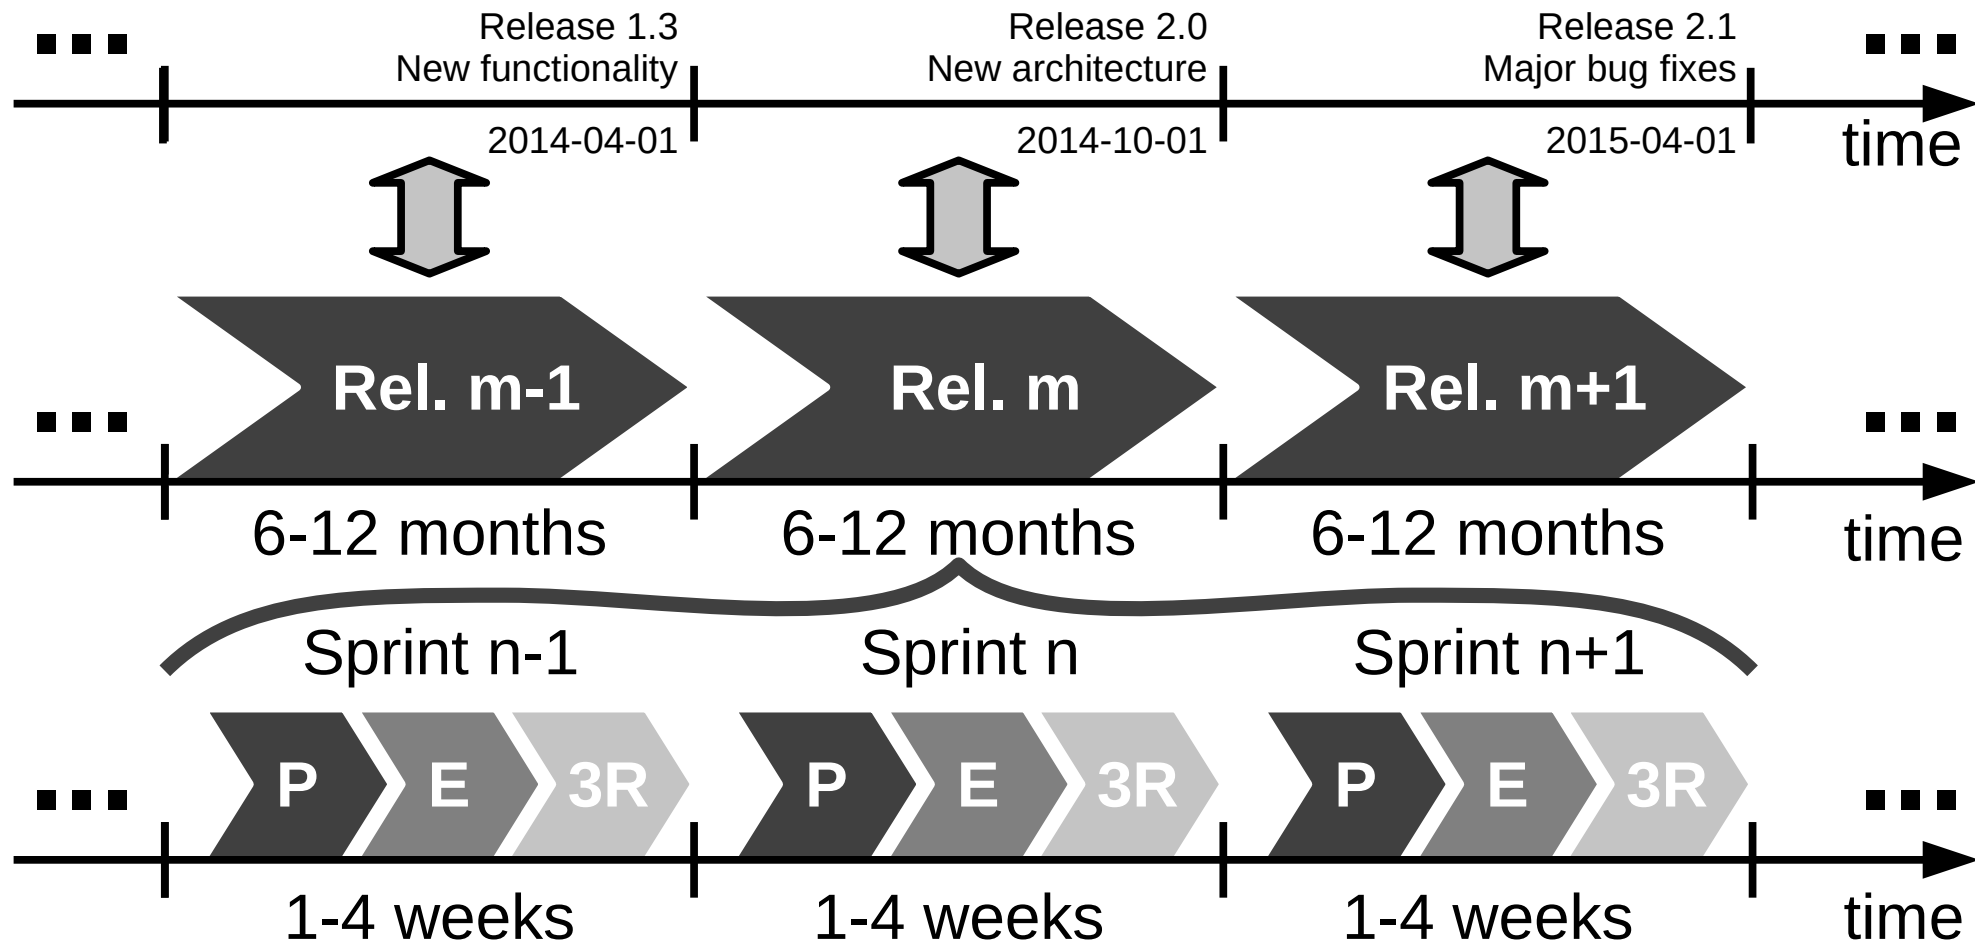 Release 1.3
New functionality
2014-04-01
Release 2.0
New architecture
2014-10-01
Release 2.1
Major bug fixes
2015-04-01
time
Rel. m-1
Rel. m
Rel. m+1
6-12 months
6-12 months
6-12 months
time
Sprint n-1
Sprint n
Sprint n+1
P
E
3R
P
E
3R
P
E
3R
1-4 weeks
1-4 weeks
1-4 weeks
time